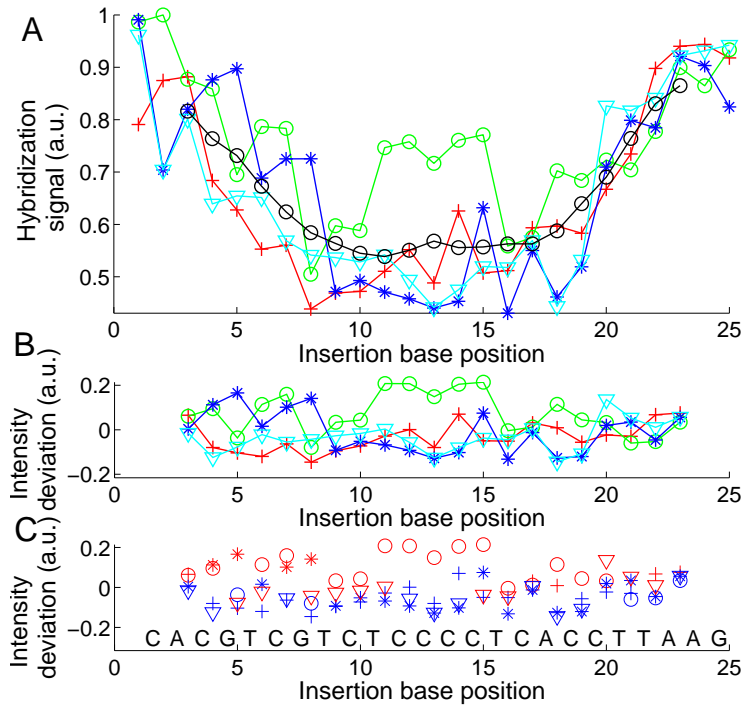 A
Hybridization
signal (a.u.)
1
0.9
0.8
0.7
0.6
0.5
0 5 10 15 20 25
Insertion base position
B
Intensity
deviation (a.u.)
0.2
0
−0.2
0 5 10 15 20 25
Insertion base position
C
Intensity
deviation (a.u.)
0.2
0
−0.2
C A C G T C G T C T C C C C T C A C C T T A A G
0 5 10 15 20 25
Insertion base position